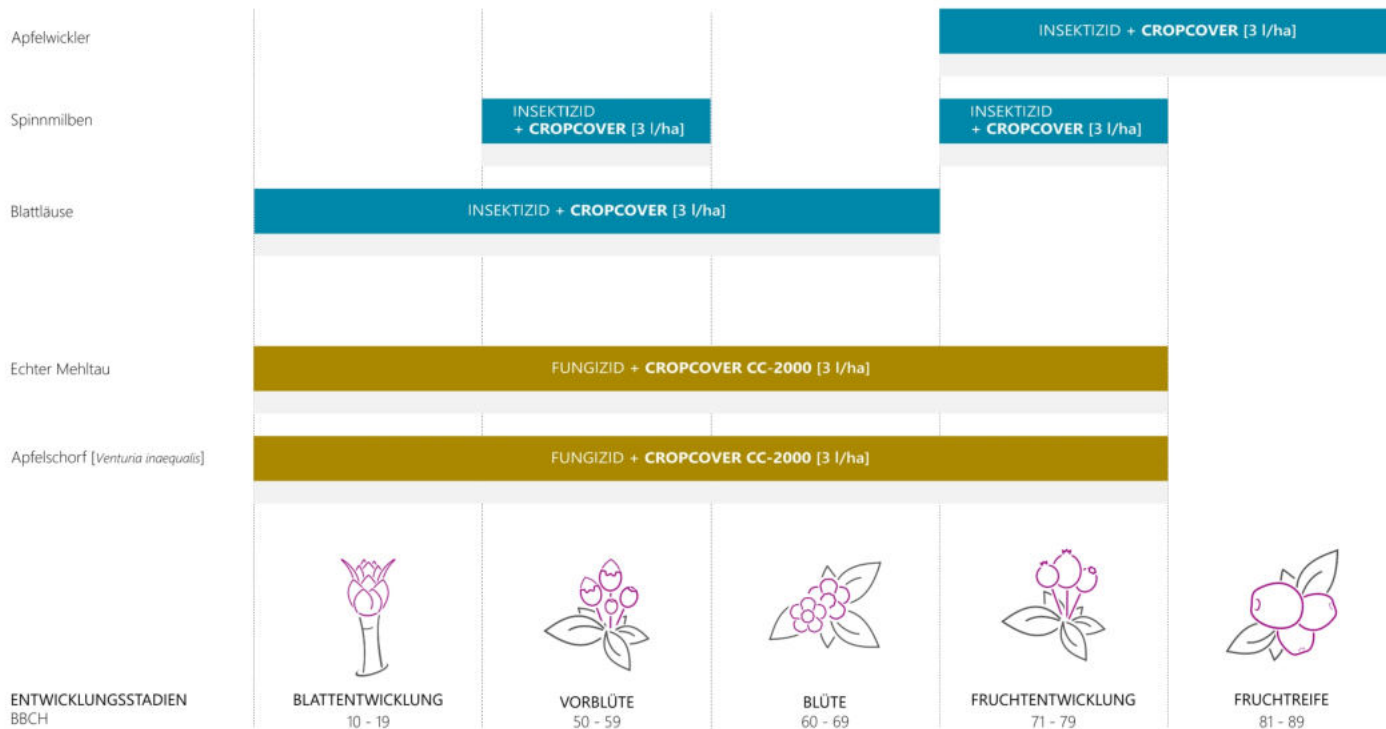 Apfelwickler
INSEKTIZID + CROPCOVER [3 l/ha]
Spinnmilben
INSEKTIZID
+ CROPCOVER [3 l/ha]
INSEKTIZID
+ CROPCOVER [3 l/ha]
Blattläuse
INSEKTIZID + CROPCOVER [3 l/ha]
Echter Mehltau
FUNGIZID + CROPCOVER CC-2000 [3 l/ha]
Apfelschorf [Venturia inaequalis]
FUNGIZID + CROPCOVER CC-2000 [3 l/ha]
ENTWICKLUNGSSTADIEN
BBCH
BLATTENTWICKLUNG
10 - 19
VORBLÜTE
50 - 59
BLÜTE
60 - 69
FRUCHTENTWICKLUNG
71 - 79
FRUCHTREIFE
81 - 89